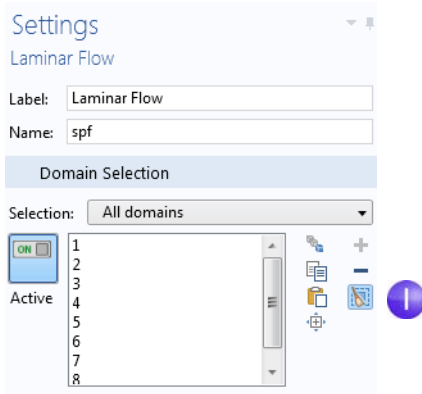 Settings
Laminar Flow
Label: Laminar Flow
Name: spf
Domain Selection
Selection: All domains
ON
Active
1
2
3
4
5
6
7
8
1